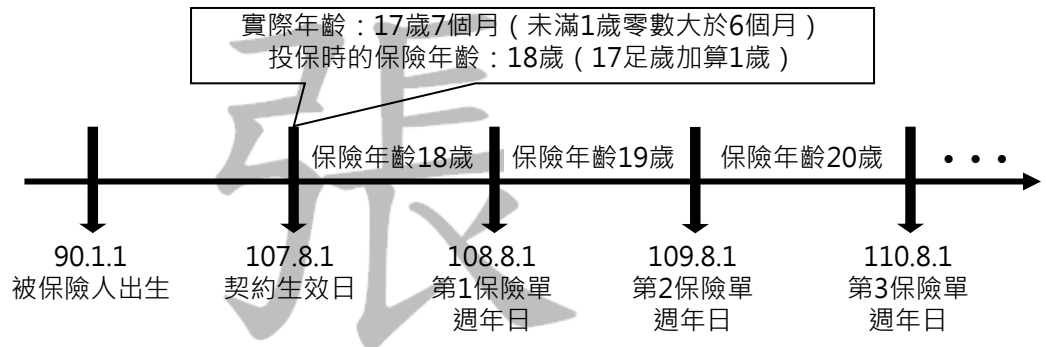 實際年齡：17歲7個月（未滿1歲零數大於6個月）
投保時的保險年齡：18歲（17足歲加算1歲）
保險年齡18歲
保險年齡19歲
保險年齡20歲
•••
90.1.1
被保險人出生
107.8.1
契約生效日
108.8.1
第1保險單
週年日
109.8.1
第2保險單
週年日
110.8.1
第3保險單
週年日
張